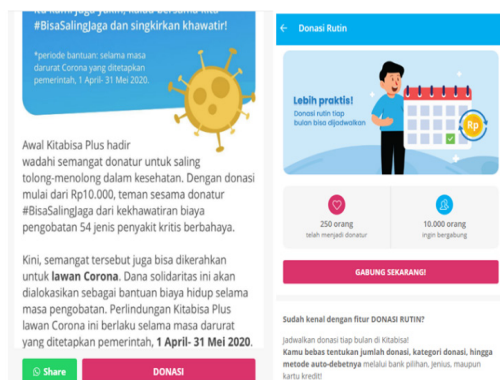 #BisaSalingJaga dan singkirkan khawatir!
*periode bantuan: selama masa
darurat Corona yang ditetapkan
pemerintah, 1 April- 31 Mei 2020.
Awal Kitabisa Plus hadir
wadahi semangat donatur untuk saling
tolong-menolong dalam kesehatan. Dengan donasi
mulai dari Rp10.000, teman sesama donatur
#BisaSalingJaga dari kekhawatiran biaya
pengobatan 54 jenis penyakit kritis berbahaya.
Kini, semangat tersebut juga bisa dikerahkan
untuk lawan Corona. Dana solidaritas ini akan
dialokasikan sebagai bantuan biaya hidup selama
masa pengobatan. Perlindungan Kitabisa Plus
lawan Corona ini berlaku selama masa darurat
yang ditetapkan pemerintah, 1 April- 31 Mei 2020.
Share
DONASI
Donasi Rutin
Lebih praktis!
Donasi rutin tiap
bulan bisa dijadwalkan
Rp
250 orang
telah menjadi donatur
10.000 orang
ingin bergabung
GABUNG SEKARANG!
Sudah kenal dengan fitur DONASI RUTIN?
Jadwalkan donasi tiap bulan di Kitabisa!
Kamu bebas tentukan jumlah donasi, kategori donasi, hingga
metode auto-debetnya melalui bank pilihan, Jenius, maupun
kartu kredit!